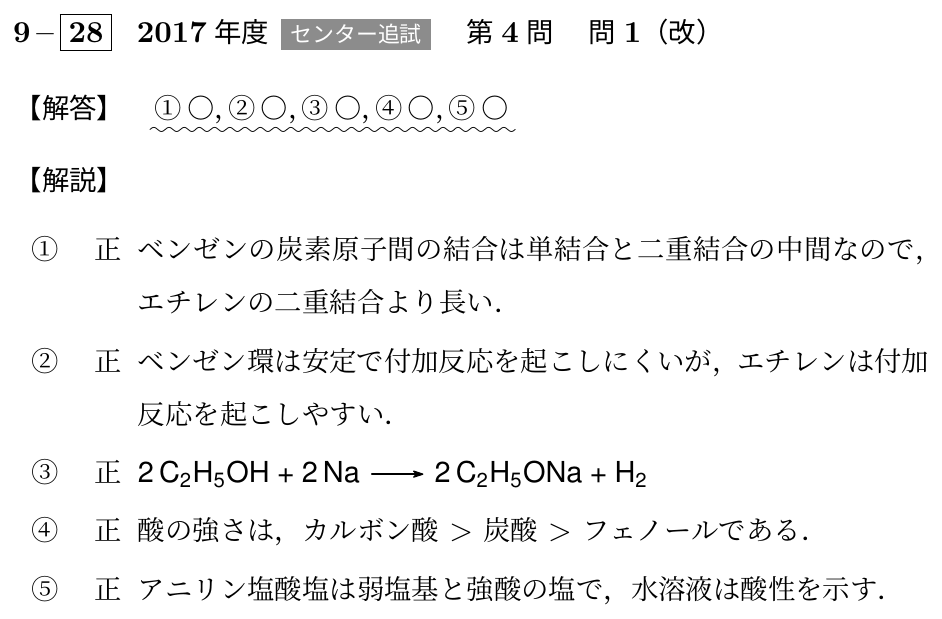 9–28 2017 年度 センター追試 第 4 問 問 1（改）
【解答】 ① ○, ② ○, ③ ○, ④ ○, ⑤ ○
【解説】
① 正 ベンゼンの炭素原子間の結合は単結合と二重結合の中間なので，
エチレンの二重結合より長い．
② 正 ベンゼン環は安定で付加反応を起こしにくいが，エチレンは付加
反応を起こしやすい．
③ 正 2 C₂H₅OH + 2 Na ⟶ 2 C₂H₅ONa + H₂
④ 正 酸の強さは，カルボン酸 > 炭酸 > フェノールである．
⑤ 正 アニリン塩酸塩は弱塩基と強酸の塩で，水溶液は酸性を示す．